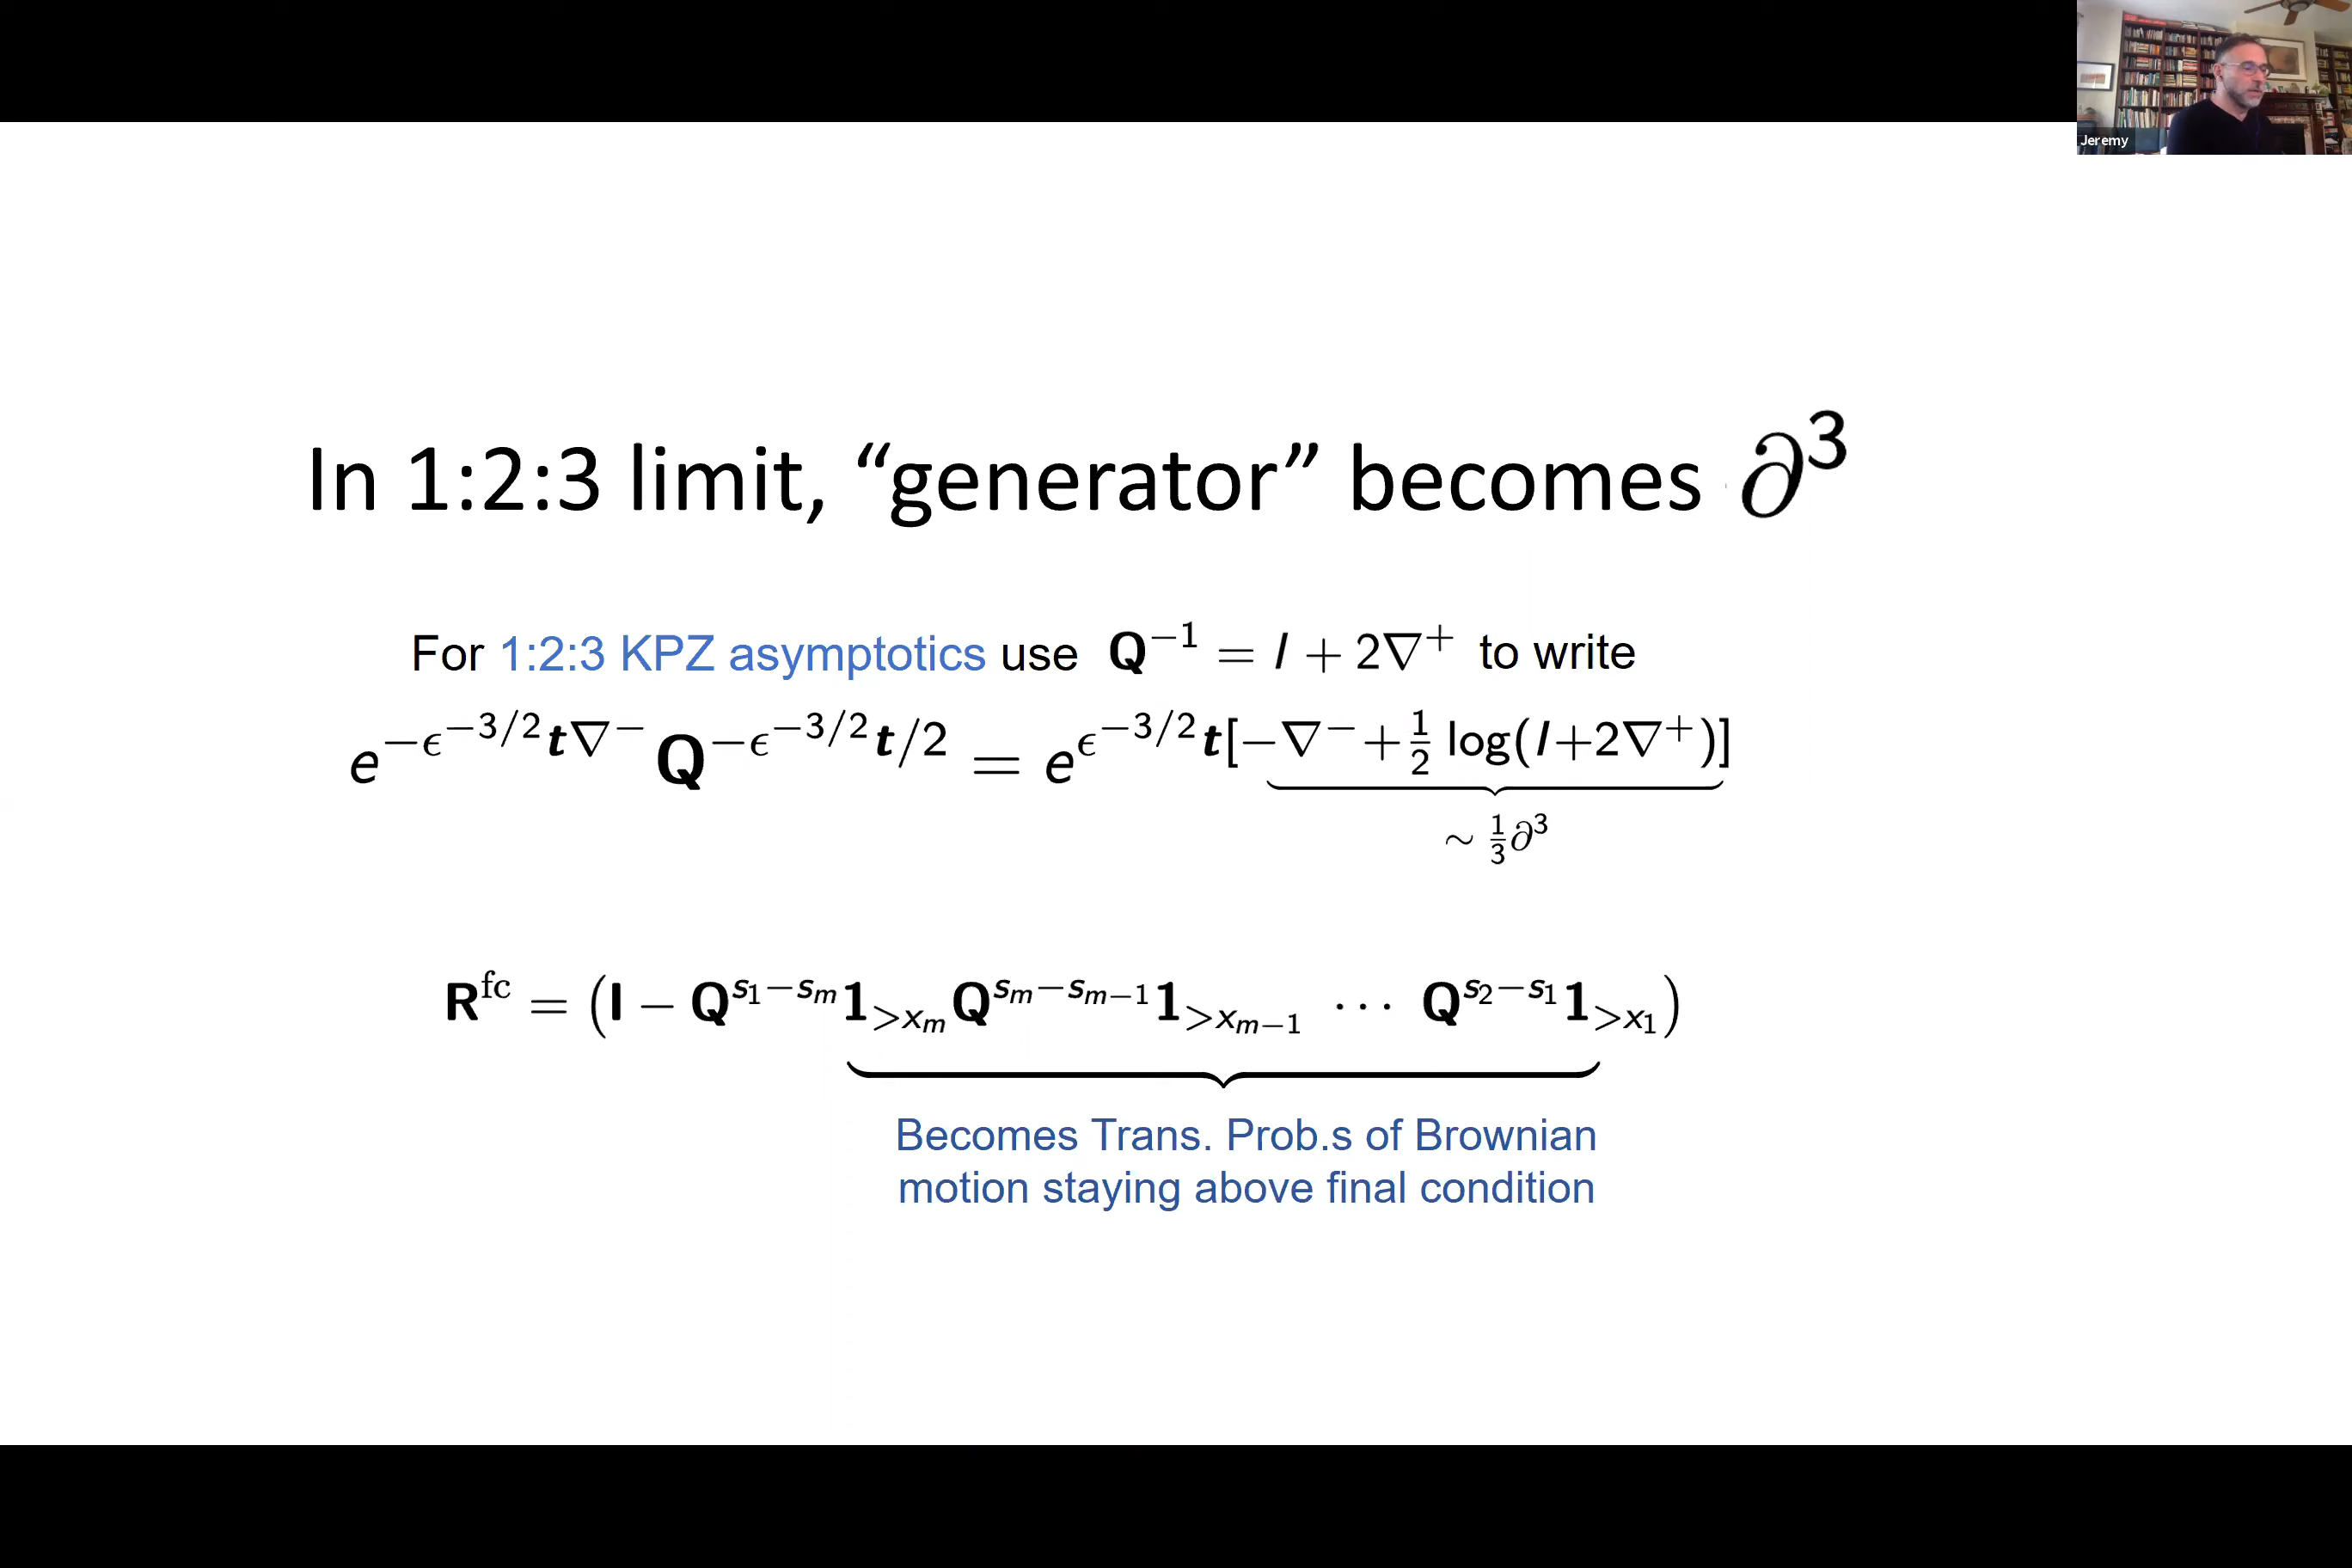 Jeremy
In 1:2:3 limit, “generator” becomes ∂³
For 1:2:3 KPZ asymptotics use Q⁻¹ = I + 2∇⁺ to write
e^{−ϵ^{−3/2}t∇⁻} Q^{−ϵ^{−3/2}t/2} = e^{ϵ^{−3/2}t[−∇⁻+½ log(I+2∇⁺)]}
∼ ⅓∂³
R^{fc} = (I − Q^{s₁−s_m} 1_{>x_m} Q^{s_m−s_{m−1}} 1_{>x_{m−1}} ⋯ Q^{s₂−s₁} 1_{>x₁})
Becomes Trans. Prob.s of Brownian
motion staying above final condition